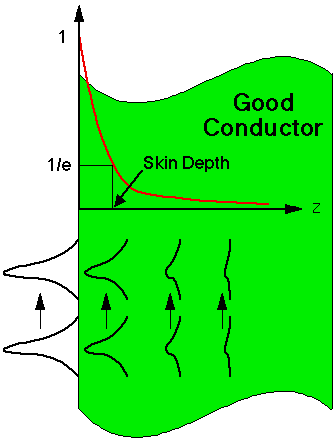 1
Good
Conductor
1/e
Skin Depth
z